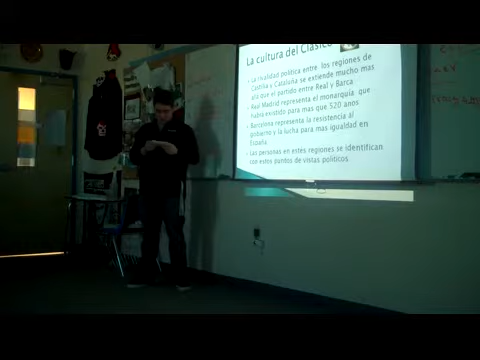 La cultura del Clásico
La rivalidad política entre los regiones de
Castilla y Cataluña se extiende mucho mas
alla que el partido entre Real y Barca
Real Madrid representa el monarquía que
habia existido para mas que 520 anos
Barcelona representa la resistencia al
gobierno y la lucha para mas igualdad en
España
Las personas en estes regiones se identifican
con estos puntos de vistas politicos.